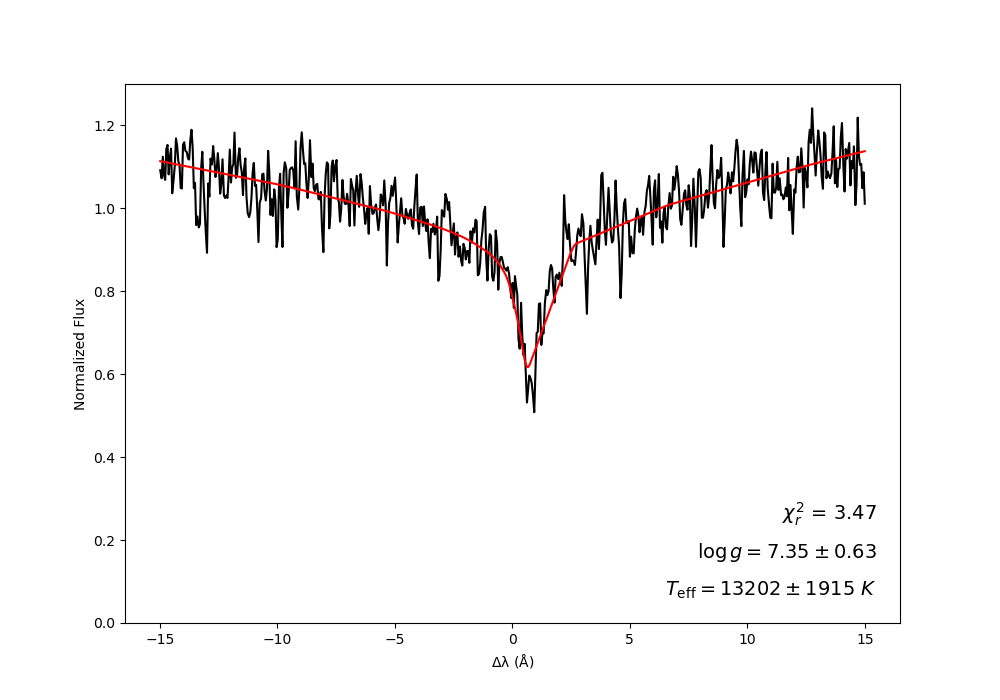 1.2
1.0
0.8
0.6
0.4
0.2
0.0
Normalized Flux
χ²ᵣ = 3.47
log g = 7.35 ± 0.63
T_eff = 13202 ± 1915 K
−15 −10 −5 0 5 10 15
Δλ (Å)